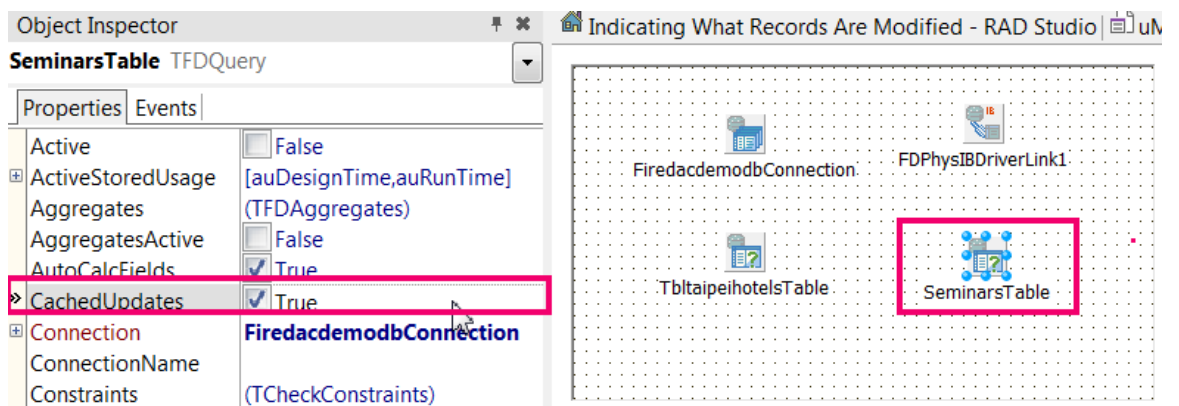 Object Inspector
SeminarsTable TFDQuery
Properties Events
Active False
ActiveStoredUsage [auDesignTime,auRunTime]
Aggregates (TFDAggregates)
AggregatesActive False
AutoCalcFields True
» CachedUpdates True
Connection FiredacdemodbConnection
ConnectionName
Constraints (TCheckConstraints)
Indicating What Records Are Modified - RAD Studio
IB
FiredacdemodbConnection
FDPhysIBDriverLink1
TbltaipeihotelsTable
SeminarsTable